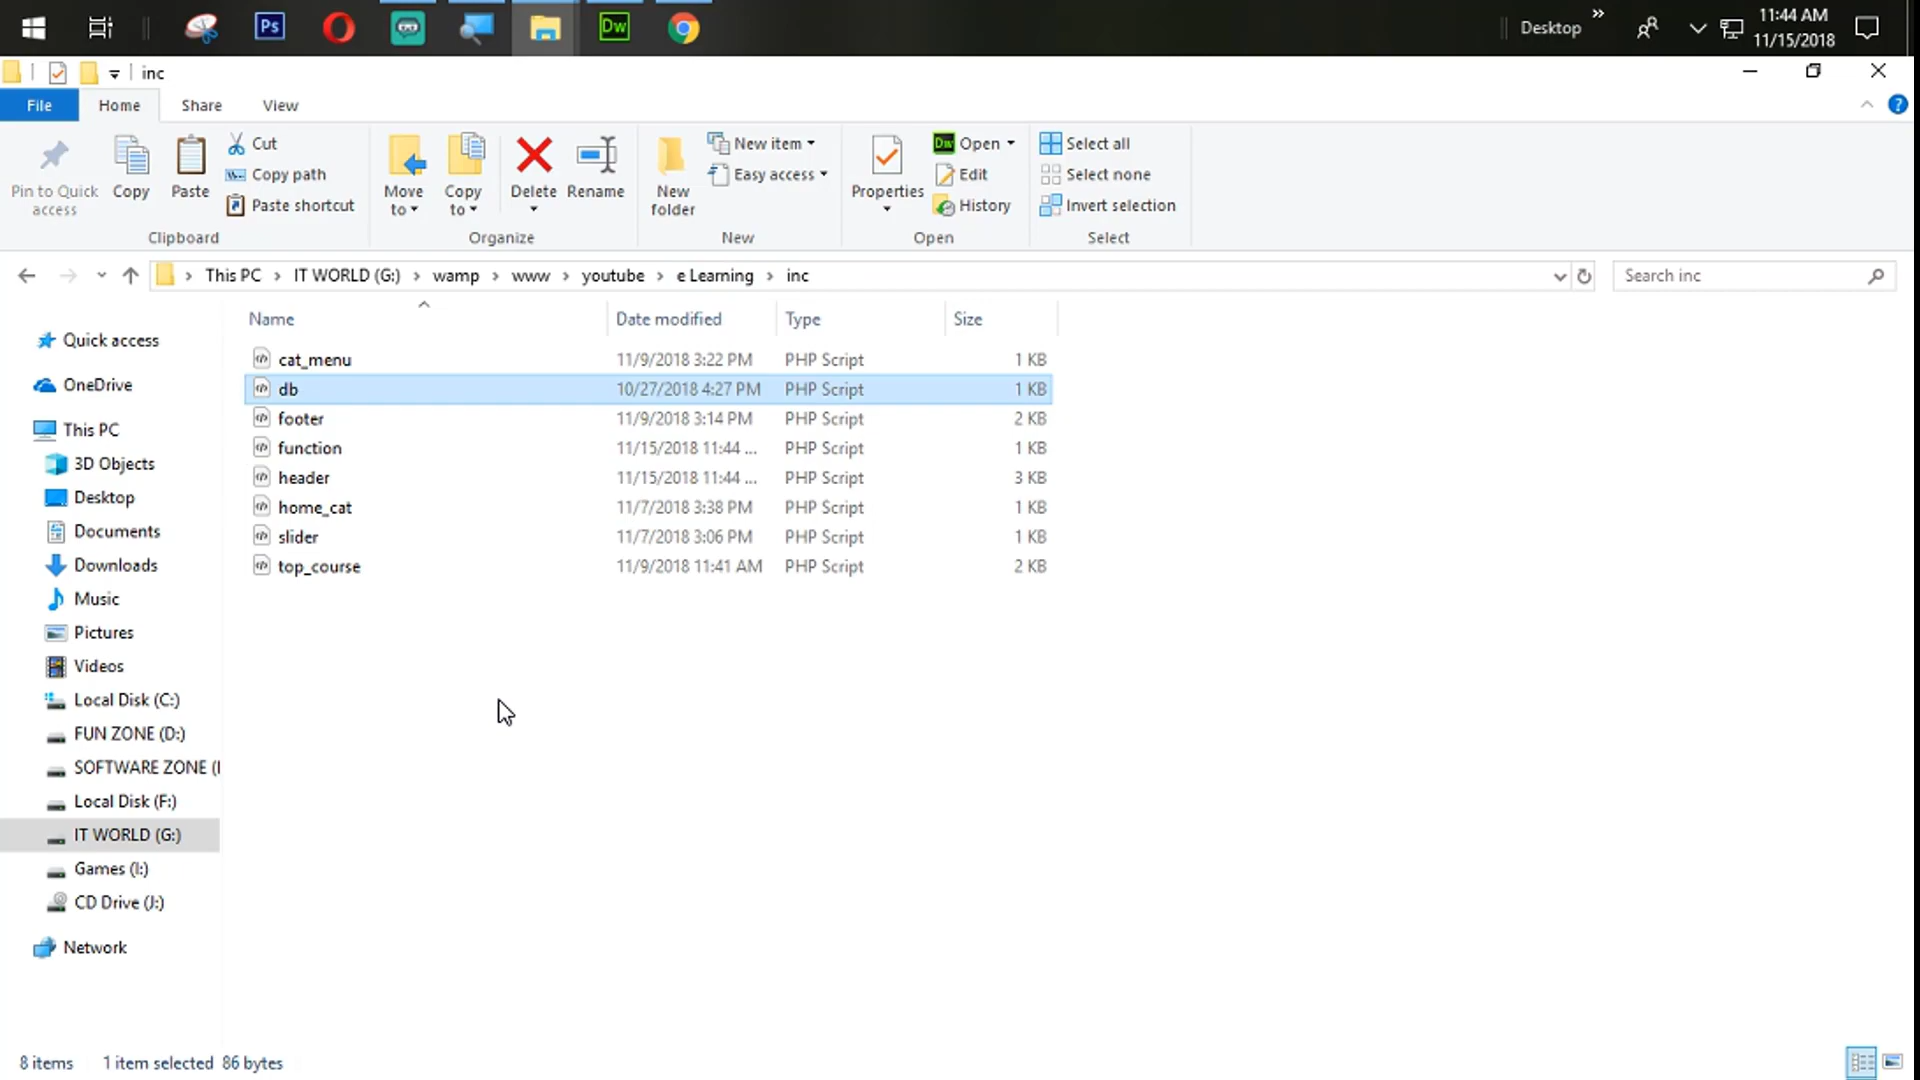 Ps
Dw
Desktop
»
11:44 AM
11/15/2018
inc
File Home Share View
Pin to Quick access
Copy
Paste
Cut
Copy path
Paste shortcut
Clipboard
Move to
Copy to
Delete
Rename
Organize
New folder
New item
Easy access
New
Properties
Open
Edit
History
Open
Select all
Select none
Invert selection
Select
This PC > IT WORLD (G:) > wamp > www > youtube > e Learning > inc
Search inc
Name Date modified Type Size
cat_menu 11/9/2018 3:22 PM PHP Script 1 KB
db 10/27/2018 4:27 PM PHP Script 1 KB
footer 11/9/2018 3:14 PM PHP Script 2 KB
function 11/15/2018 11:44 ... PHP Script 1 KB
header 11/15/2018 11:44 ... PHP Script 3 KB
home_cat 11/7/2018 3:38 PM PHP Script 1 KB
slider 11/7/2018 3:06 PM PHP Script 1 KB
top_course 11/9/2018 11:41 AM PHP Script 2 KB
Quick access
OneDrive
This PC
3D Objects
Desktop
Documents
Downloads
Music
Pictures
Videos
Local Disk (C:)
FUN ZONE (D:)
SOFTWARE ZONE (
Local Disk (F:)
IT WORLD (G:)
Games (I:)
CD Drive (J:)
Network
8 items 1 item selected 86 bytes